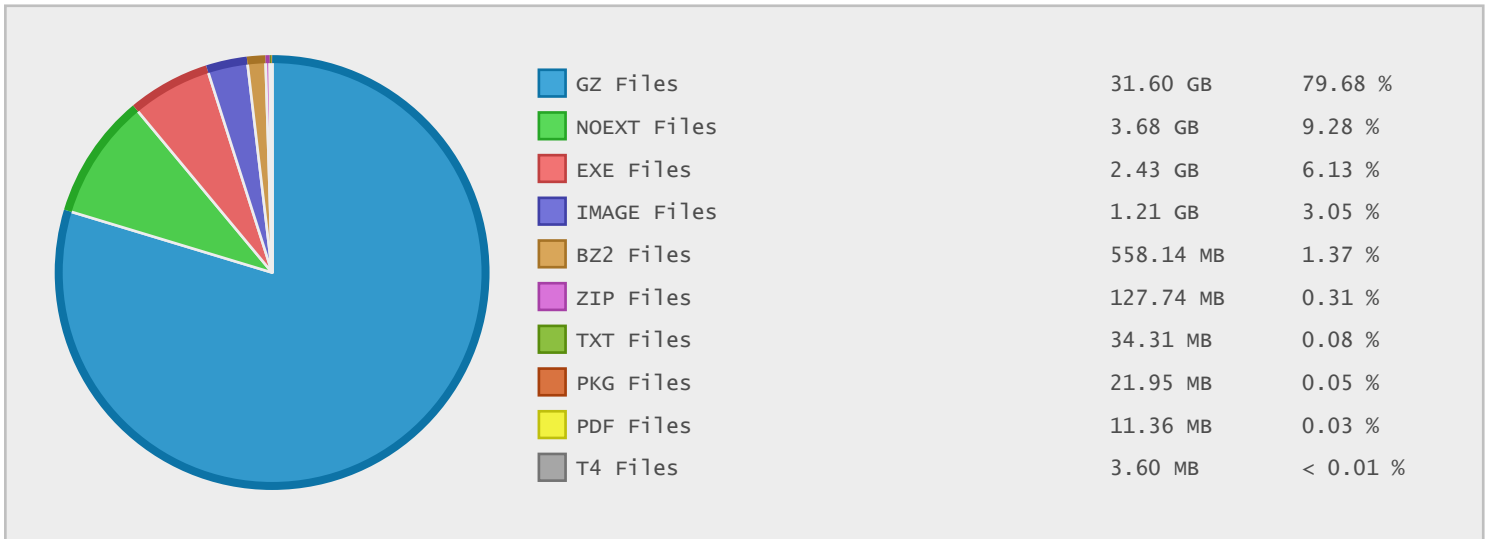 GZ Files 31.60 GB 79.68 %
NOEXT Files 3.68 GB 9.28 %
EXE Files 2.43 GB 6.13 %
IMAGE Files 1.21 GB 3.05 %
BZ2 Files 558.14 MB 1.37 %
ZIP Files 127.74 MB 0.31 %
TXT Files 34.31 MB 0.08 %
PKG Files 21.95 MB 0.05 %
PDF Files 11.36 MB 0.03 %
T4 Files 3.60 MB < 0.01 %